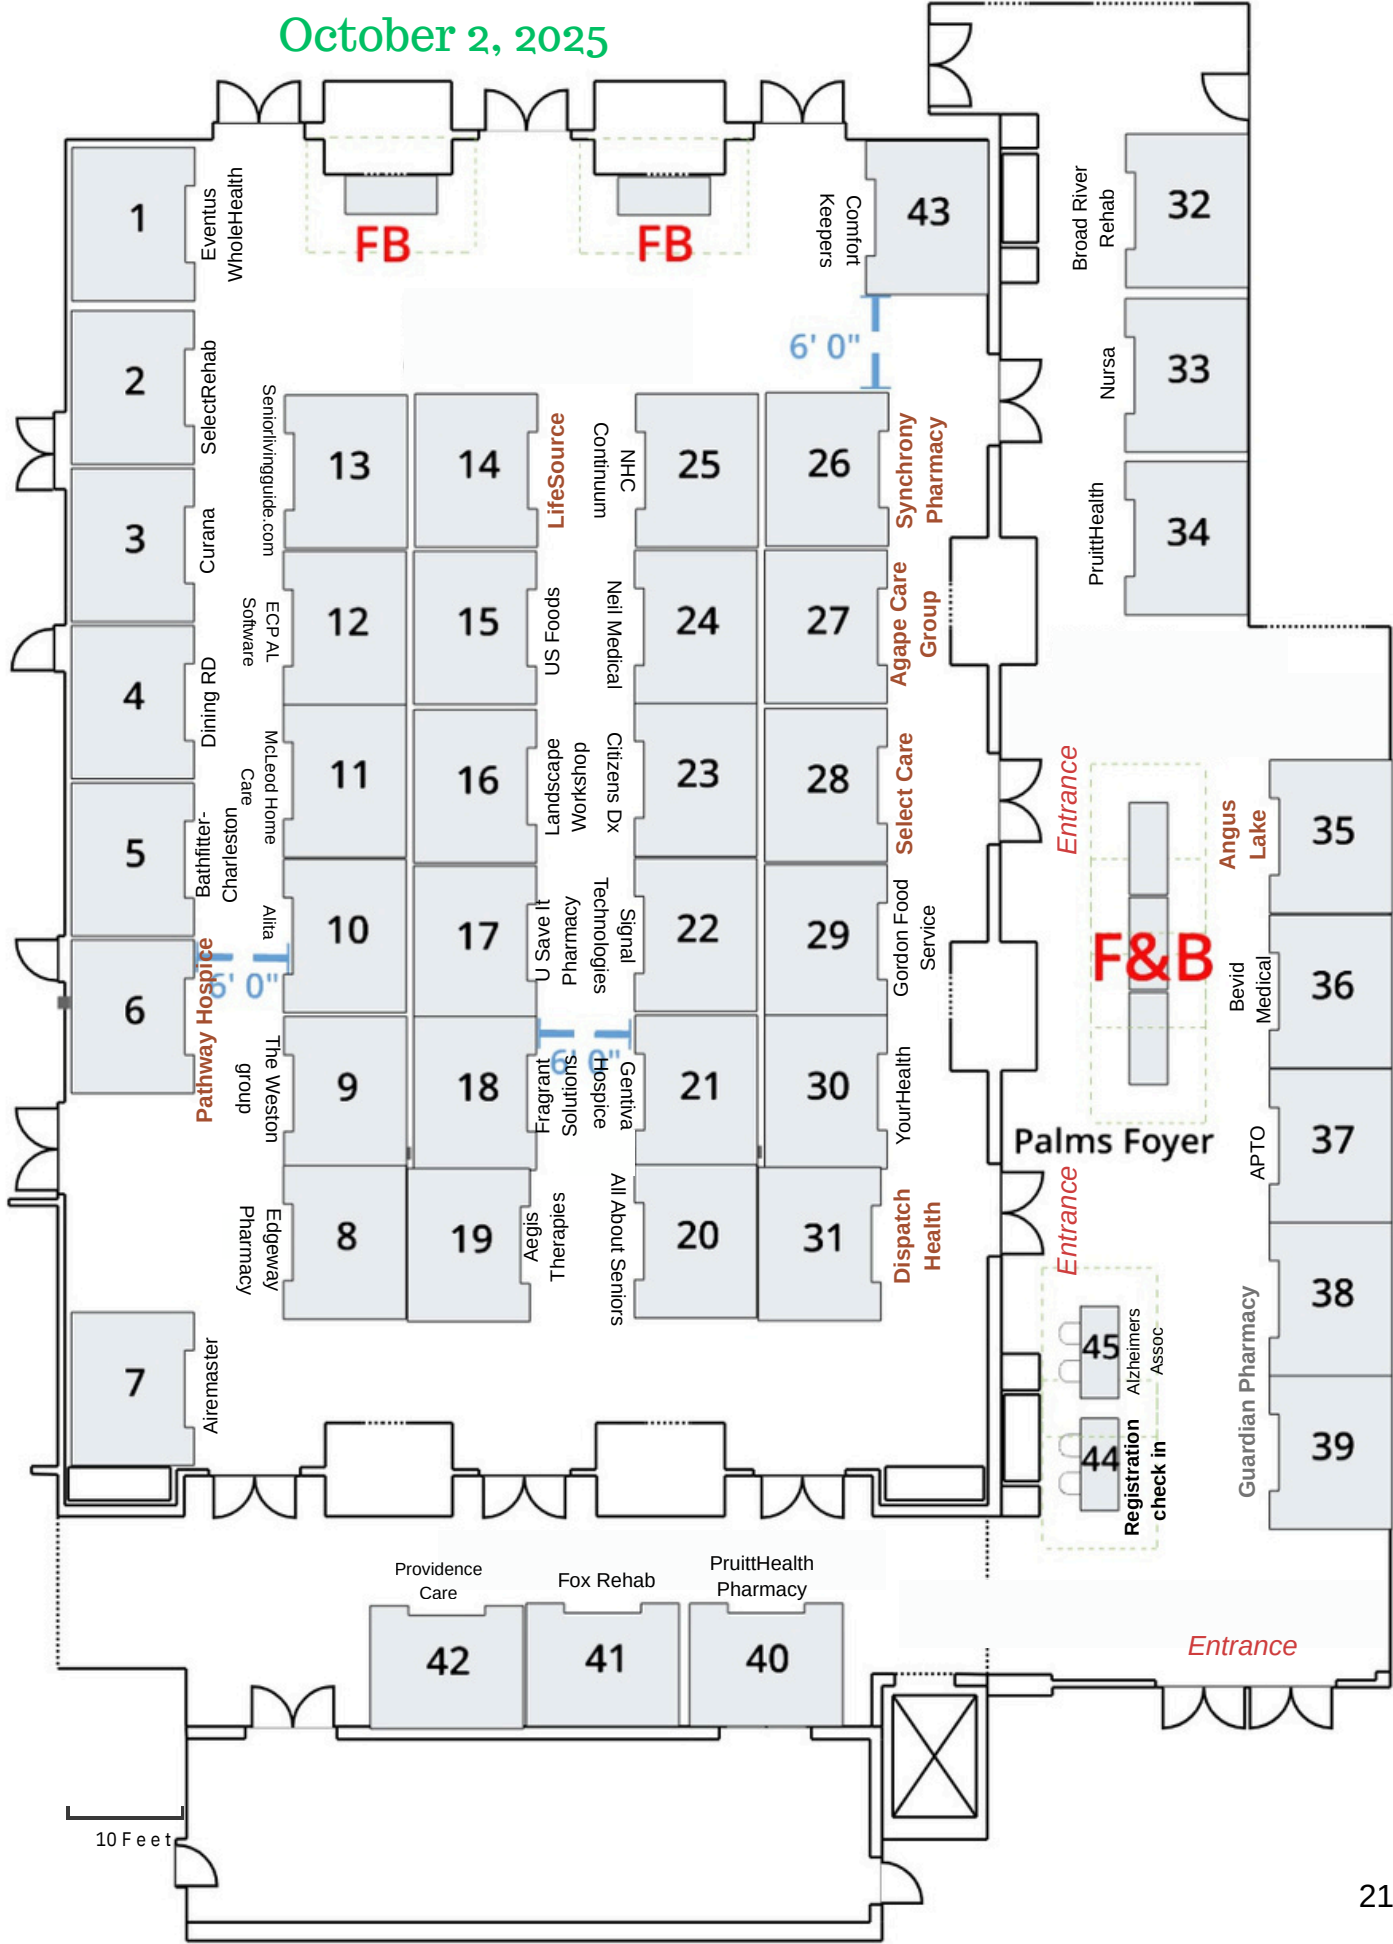 October 2, 2025
FB
FB
1
Eventus
WholeHealth
2
SelectRehab
3
Curana
4
Dining RD
5
Bathfitter-
Charleston
6
Pathway Hospice
7
Airemaster
6' 0"
13
Seniorlivingguide.com
12
ECP AL
Software
11
McLeod Home
Care
10
Alita
9
The Weston
group
8
Edgeway
Pharmacy
14
LifeSource
15
US Foods
16
Landscape
Workshop
17
U Save It
Pharmacy
18
Fragrant
Solutions
19
Aegis
Therapies
6' 0"
25
NHC
Continuum
24
Neil Medical
23
Citizens Dx
22
Signal
Technologies
21
Gentiva
Hospice
20
All About Seniors
26
Synchrony
Pharmacy
27
Agape Care
Group
28
Select Care
29
Gordon Food
Service
30
YourHealth
31
Dispatch
Health
43
Comfort
Keepers
6' 0"
32
Broad River
Rehab
33
Nursa
34
PruittHealth
Entrance
F&B
Palms Foyer
Entrance
35
Angus
Lake
36
Bevid
Medical
37
APTO
38
39
Guardian Pharmacy
45
Alzheimers
Assoc
44
Registration
check in
Providence
Care
42
Fox Rehab
41
PruittHealth
Pharmacy
40
Entrance
10 Feet
21